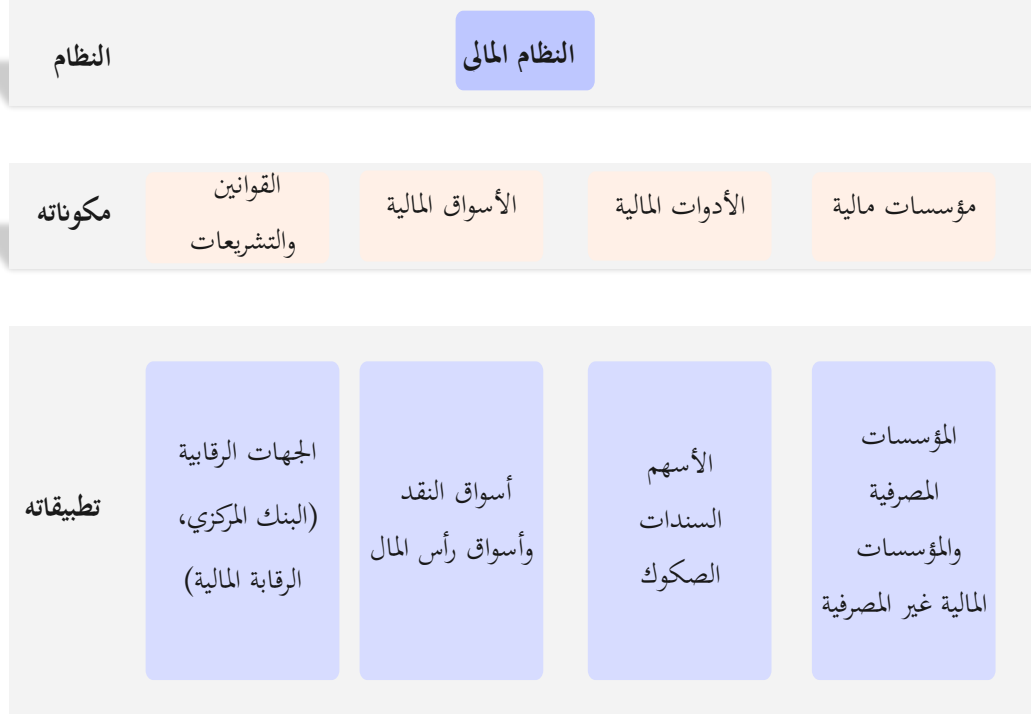 النظام
النظام المالى
مكوناته
مؤسسات مالية
الأدوات المالية
الأسواق المالية
القوانين
والتشريعات
تطبيقاته
المؤسسات
المصرفية
والمؤسسات
المالية غير المصرفية
الأسهم
السندات
الصكوك
أسواق النقد
وأسواق رأس المال
الجهات الرقابية
(البنك المركزي،
الرقابة المالية)